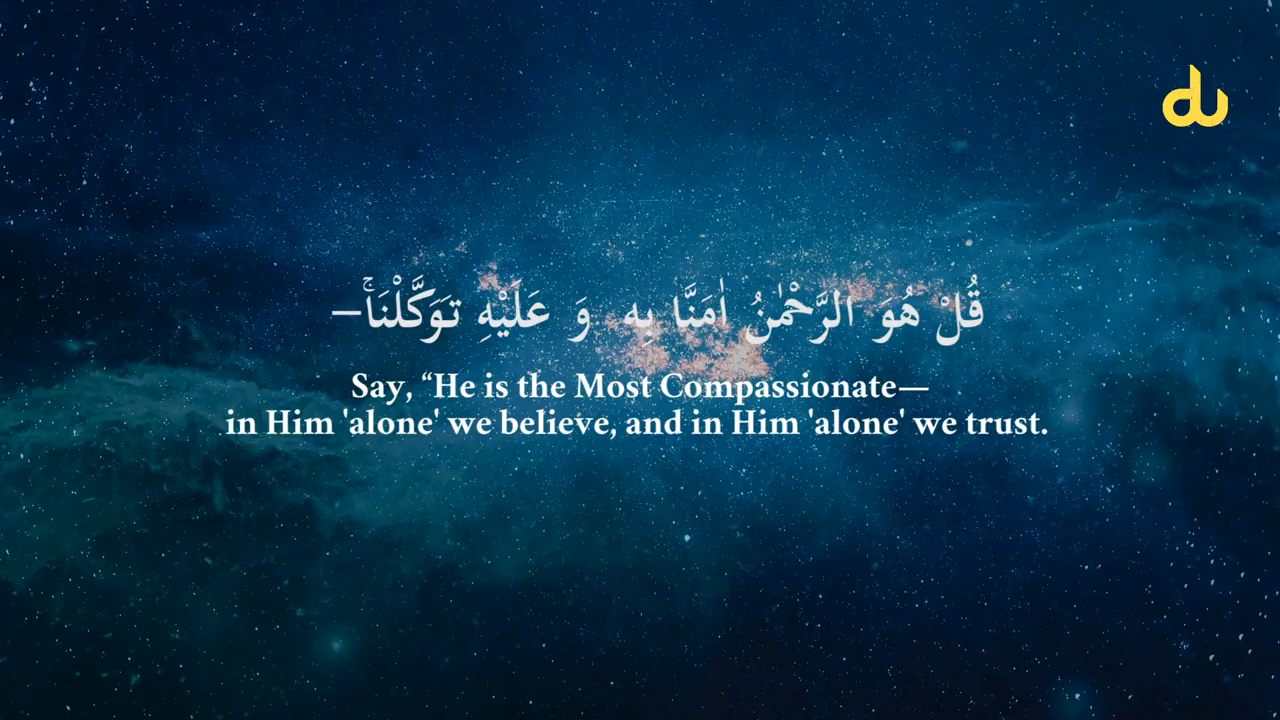 قُلْ هُوَ الرَّحْمٰنُ اٰمَنَّا بِهٖ وَ عَلَیْهِ تَوَكَّلْنَاۚ–
Say, “He is the Most Compassionate—
in Him 'alone' we believe, and in Him 'alone' we trust.
du